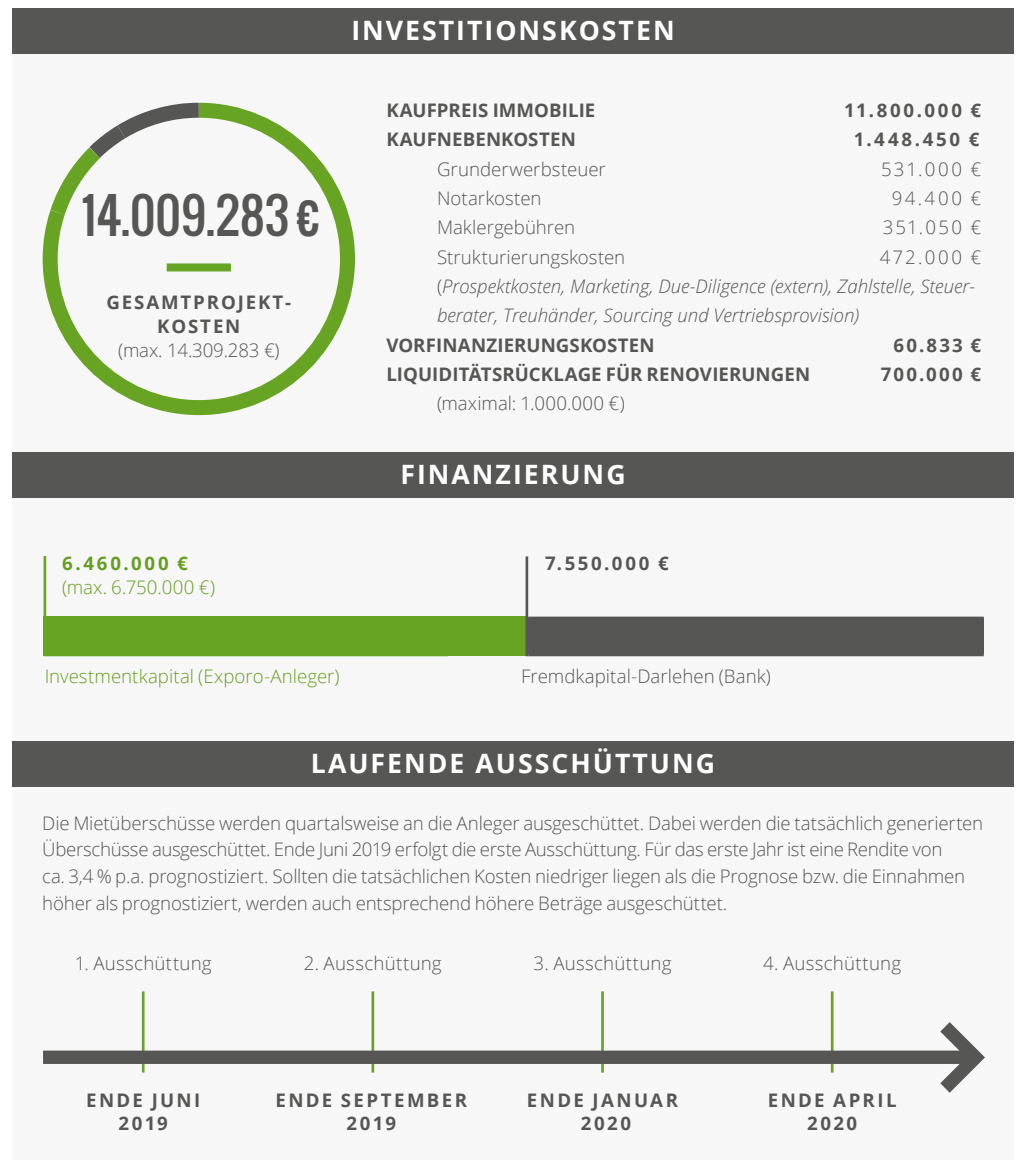 INVESTITIONSKOSTEN
14.009.283 €
GESAMTPROJEKT-
KOSTEN
(max. 14.309.283 €)
KAUFPREIS IMMOBILIE 11.800.000 €
KAUFNEBENKOSTEN 1.448.450 €
Grunderwerbsteuer 531.000 €
Notarkosten 94.400 €
Maklergebühren 351.050 €
Strukturierungskosten 472.000 €
(Prospektkosten, Marketing, Due-Diligence (extern), Zahlstelle, Steuer-
berater, Treuhänder, Sourcing und Vertriebsprovision)
VORFINANZIERUNGSKOSTEN 60.833 €
LIQUIDITÄTSRÜCKLAGE FÜR RENOVIERUNGEN 700.000 €
(maximal: 1.000.000 €)
FINANZIERUNG
6.460.000 € 7.550.000 €
(max. 6.750.000 €)
Investmentkapital (Exporo-Anleger) Fremdkapital-Darlehen (Bank)
LAUFENDE AUSSCHÜTTUNG
Die Mietüberschüsse werden quartalsweise an die Anleger ausgeschüttet. Dabei werden die tatsächlich generierten
Überschüsse ausgeschüttet. Ende Juni 2019 erfolgt die erste Ausschüttung. Für das erste Jahr ist eine Rendite von
ca. 3,4 % p.a. prognostiziert. Sollten die tatsächlichen Kosten niedriger liegen als die Prognose bzw. die Einnahmen
höher als prognostiziert, werden auch entsprechend höhere Beträge ausgeschüttet.
1. Ausschüttung 2. Ausschüttung 3. Ausschüttung 4. Ausschüttung
ENDE JUNI ENDE SEPTEMBER ENDE JANUAR ENDE APRIL
2019 2019 2020 2020